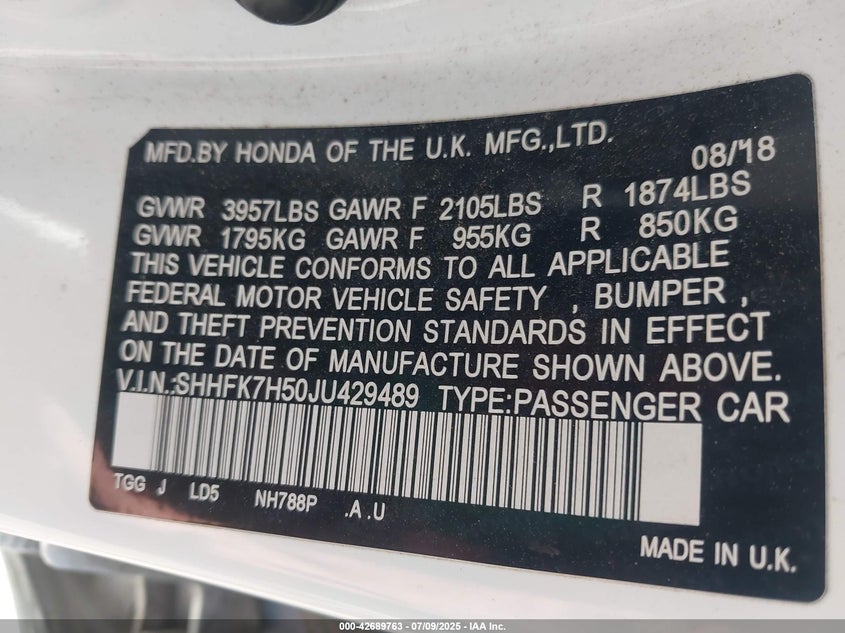 MFD.BY HONDA OF THE U.K. MFG.,LTD. 08/18
GVWR 3957LBS GAWR F 2105LBS R 1874LBS
GVWR 1795KG GAWR F 955KG R 850KG
THIS VEHICLE CONFORMS TO ALL APPLICABLE
FEDERAL MOTOR VEHICLE SAFETY , BUMPER ,
AND THEFT PREVENTION STANDARDS IN EFFECT
ON THE DATE OF MANUFACTURE SHOWN ABOVE.
V.I.N.:SHHFK7H50JU429489 TYPE:PASSENGER CAR
TGG J LD5 NH788P .A .U
MADE IN U.K.
000-42689763 | 07/09/2025 | IAA Inc.